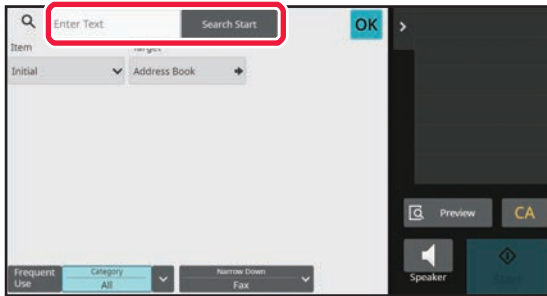 Enter Text Search Start OK
Item Target
Initial Address Book
Preview CA
Speaker
Frequent Use
Category All
Narrow Down Fax